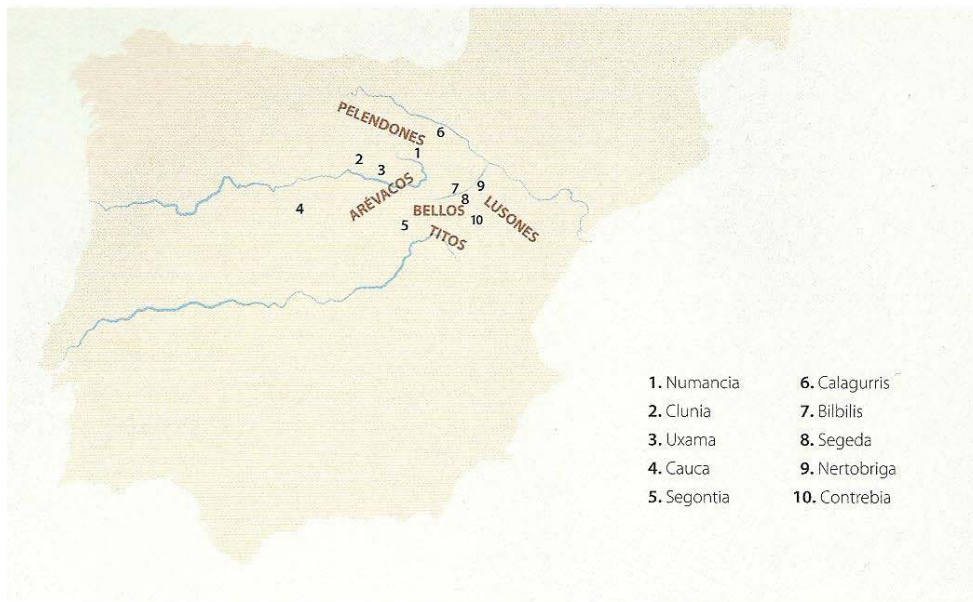 PELENDONES
6
1
2
3
ARÉVACOS
7
9
8
4
BELLOS
LUSONES
10
5
TITOS
1. Numancia
2. Clunia
3. Uxama
4. Cauca
5. Segontia
6. Calagurris
7. Bilbilis
8. Segeda
9. Nertobriga
10. Contrebia